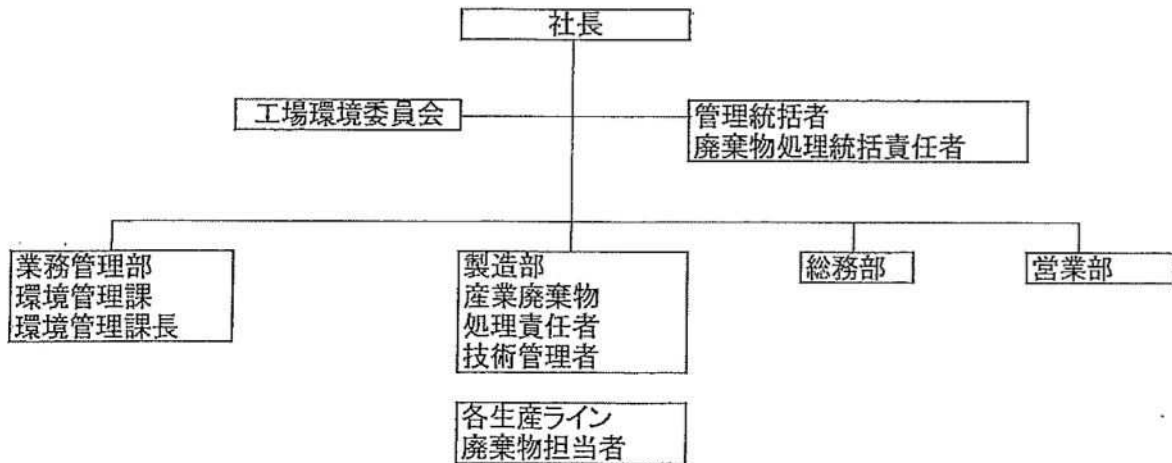 社長
工場環境委員会
管理統括者
廃棄物処理統括責任者
業務管理部
環境管理課
環境管理課長
製造部
産業廃棄物
処理責任者
技術管理者
総務部
営業部
各生産ライン
廃棄物担当者